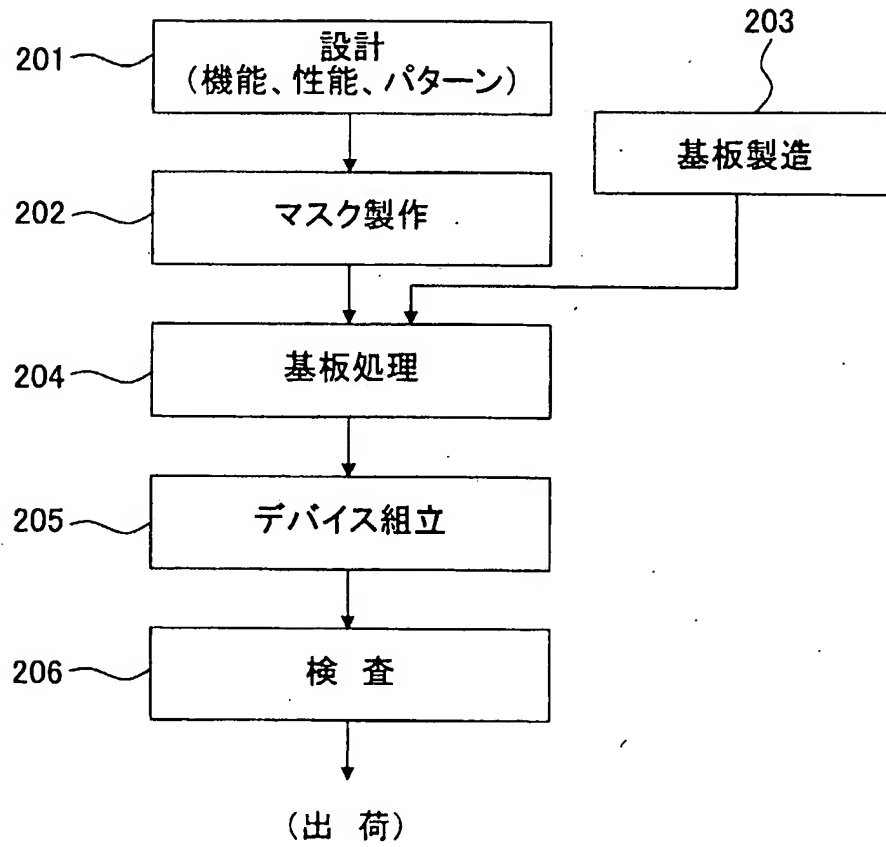 201
設計
(機能、性能、パターン)
203
基板製造
202
マスク製作
204
基板処理
205
デバイス組立
206
検 査
(出 荷)